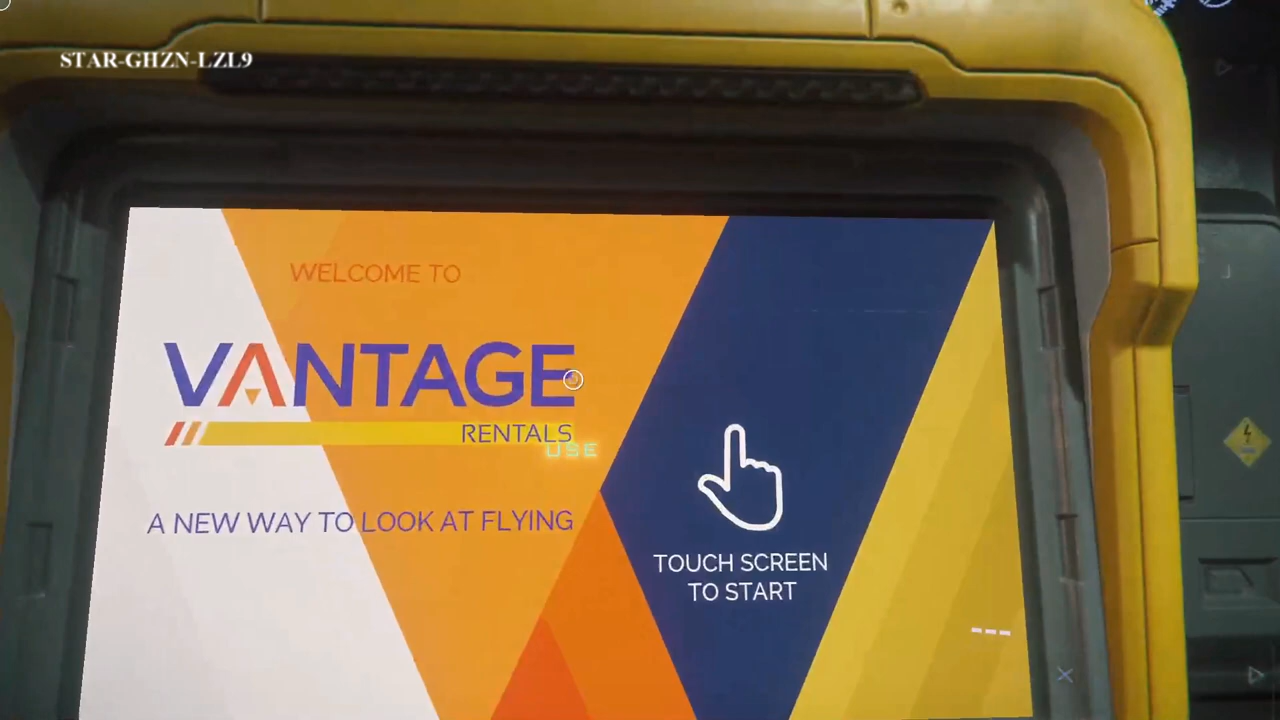 STAR-GHZN-LZL9
WELCOME TO
VANTAGE
RENTALS
USE
A NEW WAY TO LOOK AT FLYING
TOUCH SCREEN
TO START